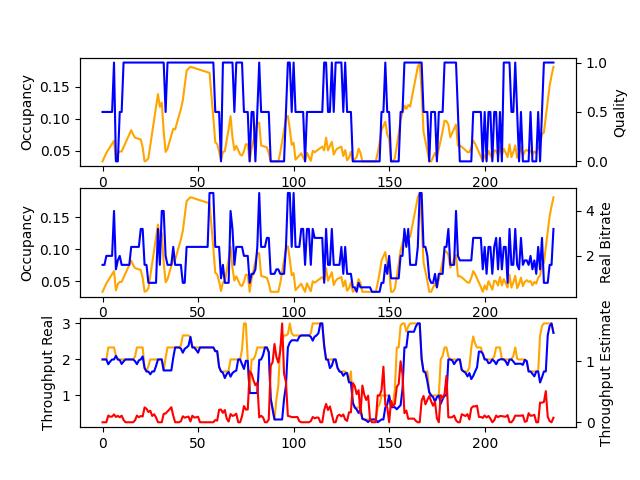 Occupancy
0.15
0.10
0.05
1.0
0.5
0.0
Quality
0 50 100 150 200
Occupancy
0.15
0.10
0.05
4
2
Real Bitrate
0 50 100 150 200
Throughput Real
3
2
1
1
0
Throughput Estimate
0 50 100 150 200